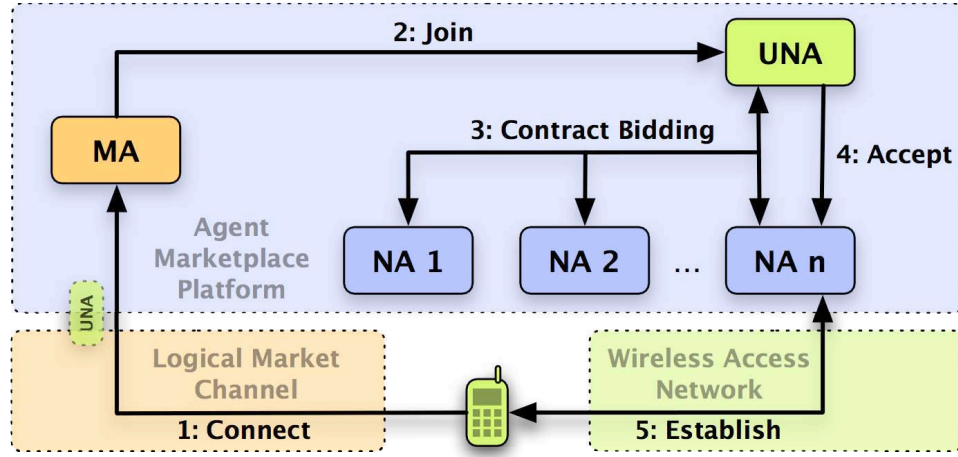 2: Join
UNA
MA
3: Contract Bidding
4: Accept
Agent
Marketplace
Platform
NA 1
NA 2
...
NA n
UNA
Logical Market
Channel
Wireless Access
Network
1: Connect
5: Establish